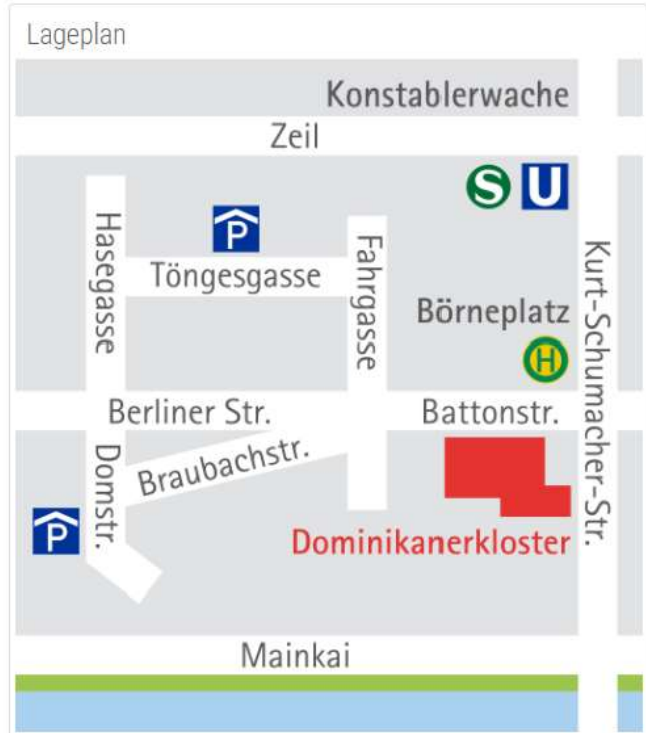 Lageplan
Konstablerwache
Zeil
S U
P
Hasegasse
Töngesgasse
Fahrgasse
Kurt-Schumacher-Str.
Börneplatz
H
Berliner Str.
Battonstr.
Domstr.
Braubachstr.
P
Dominikanerkloster
Mainkai